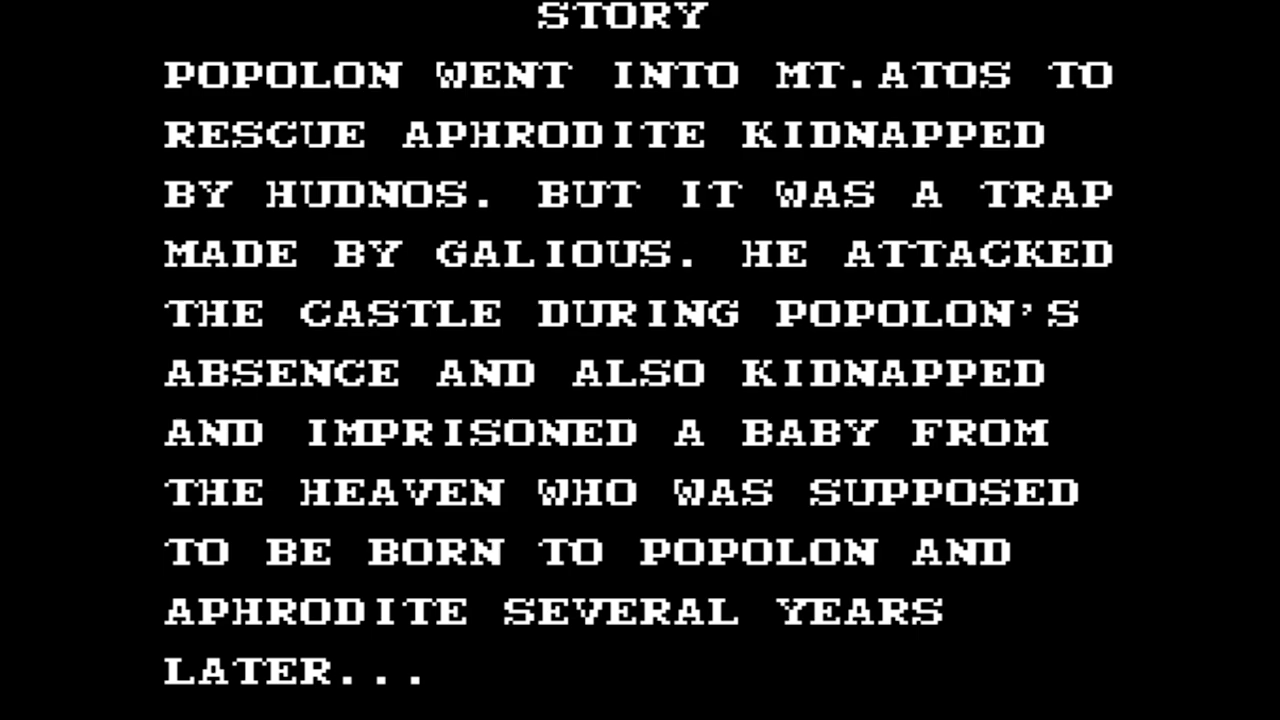 STORY
POPOLON WENT INTO MT.ATOS TO
RESCUE APHRODITE KIDNAPPED
BY HUDNOS. BUT IT WAS A TRAP
MADE BY GALIOUS. HE ATTACKED
THE CASTLE DURING POPOLON'S
ABSENCE AND ALSO KIDNAPPED
AND IMPRISONED A BABY FROM
THE HEAVEN WHO WAS SUPPOSED
TO BE BORN TO POPOLON AND
APHRODITE SEVERAL YEARS
LATER...